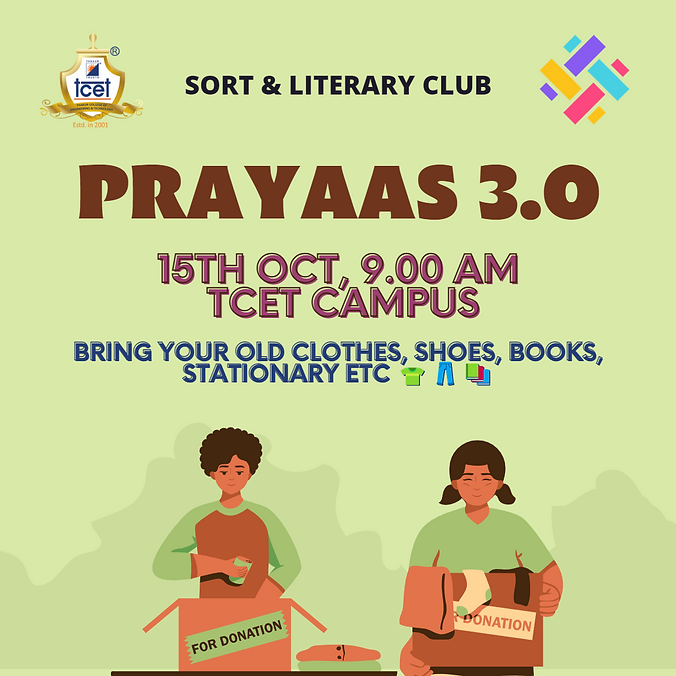 ®
tcet
Estd. in 2001
SORT & LITERARY CLUB
PRAYAAS 3.0
15TH OCT, 9.00 AM
TCET CAMPUS
BRING YOUR OLD CLOTHES, SHOES, BOOKS,
STATIONARY ETC
FOR DONATION
R DONATION